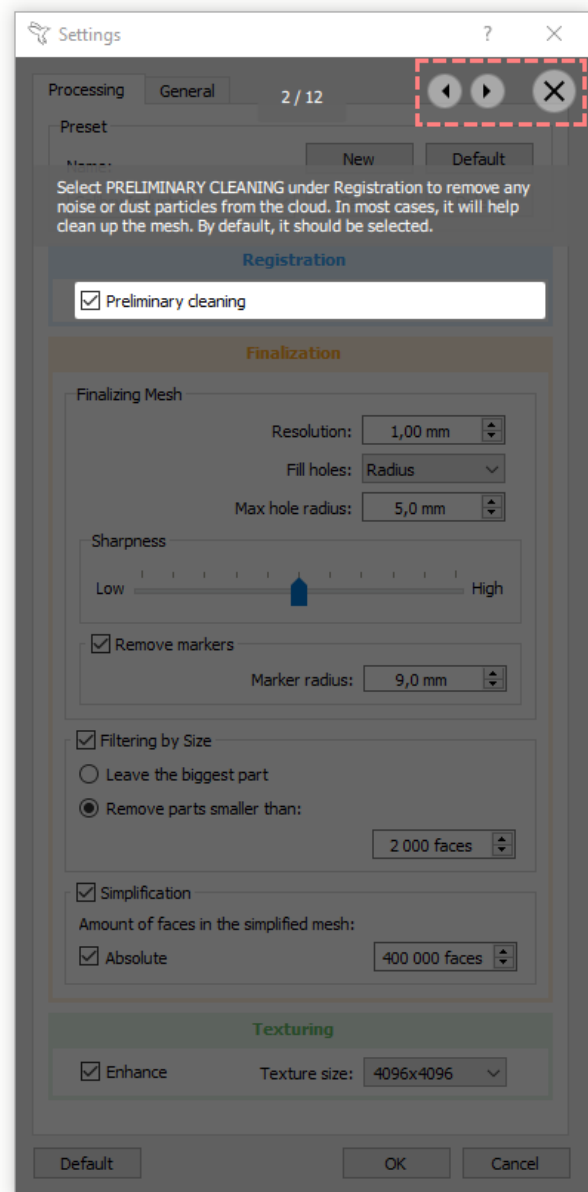 Settings
Processing General 2 / 12
Preset
Name: New Default
Select PRELIMINARY CLEANING under Registration to remove any
noise or dust particles from the cloud. In most cases, it will help
clean up the mesh. By default, it should be selected.
Registration
Preliminary cleaning
Finalization
Finalizing Mesh
Resolution: 1,00 mm
Fill holes: Radius
Max hole radius: 5,0 mm
Sharpness
Low High
Remove markers
Marker radius: 9,0 mm
Filtering by Size
Leave the biggest part
Remove parts smaller than:
2 000 faces
Simplification
Amount of faces in the simplified mesh:
Absolute 400 000 faces
Texturing
Enhance Texture size: 4096x4096
Default OK Cancel